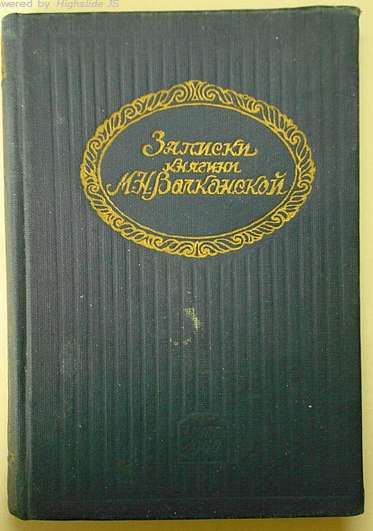 owered by Highslide JS
Записки
княгини
М.Н.Волконской